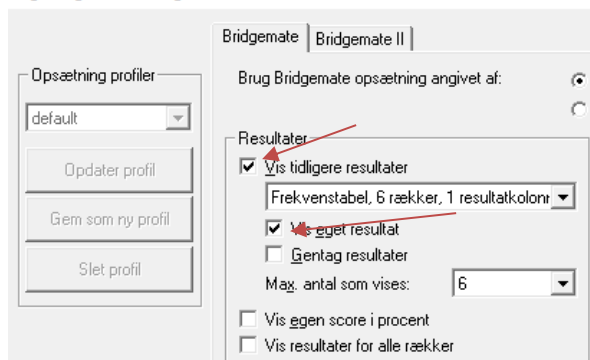 Bridgemate
Bridgemate II
Opsætning profiler
default
Opdater profil
Gem som ny profil
Slet profil
Brug Bridgemate opsætning angivet af:
Resultater
Vis tidligere resultater
Frekvenstabel, 6 rækker, 1 resultatkolonr
Vis eget resultat
Gentag resultater
Max. antal som vises:
6
Vis egen score i procent
Vis resultater for alle rækker